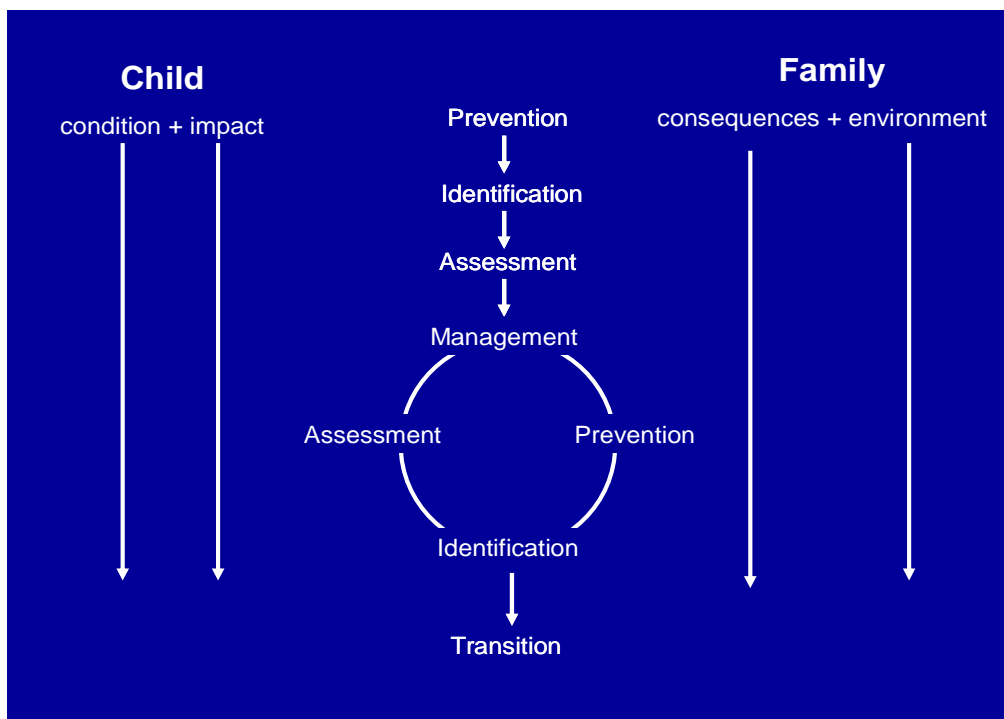 Child
condition + impact
Prevention
Identification
Assessment
Management
Assessment
Prevention
Identification
Transition
Family
consequences + environment